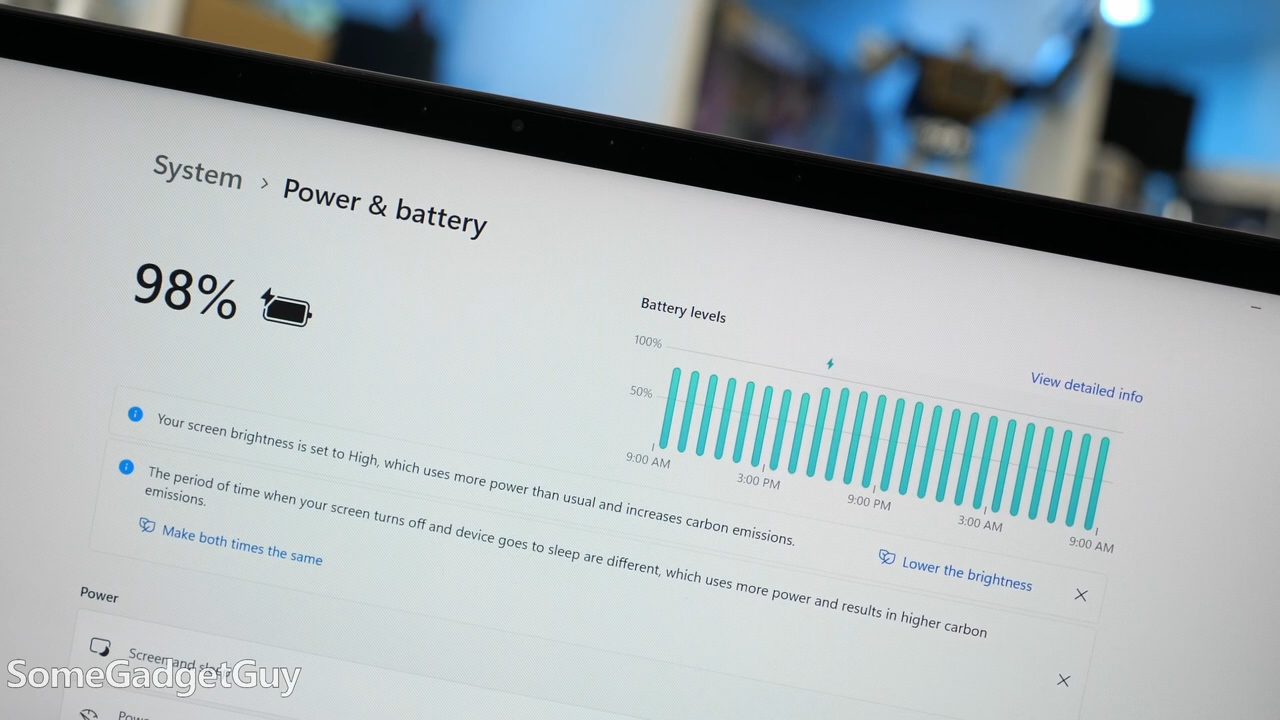 System > Power & battery
98%
Battery levels
100%
View detailed info
50%
9:00 AM
3:00 PM
9:00 PM
3:00 AM
9:00 AM
Your screen brightness is set to High, which uses more power than usual and increases carbon emissions.
Lower the brightness
The period of time when your screen turns off and device goes to sleep are different, which uses more power and results in higher carbon
emissions.
Make both times the same
Power
Screen and sleep
SomeGadgetGuy